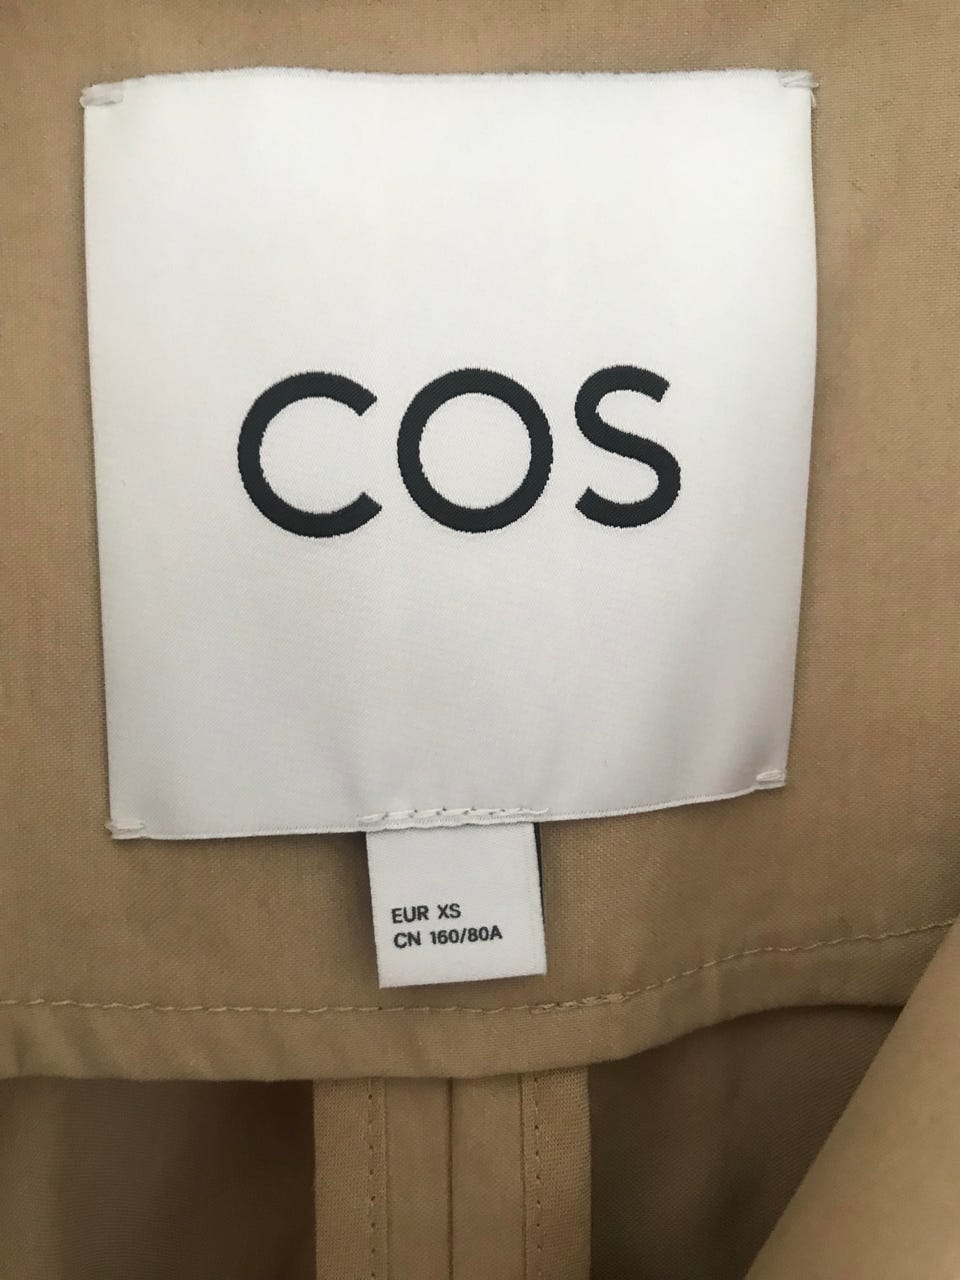 COS
EUR XS
CN 160/80A